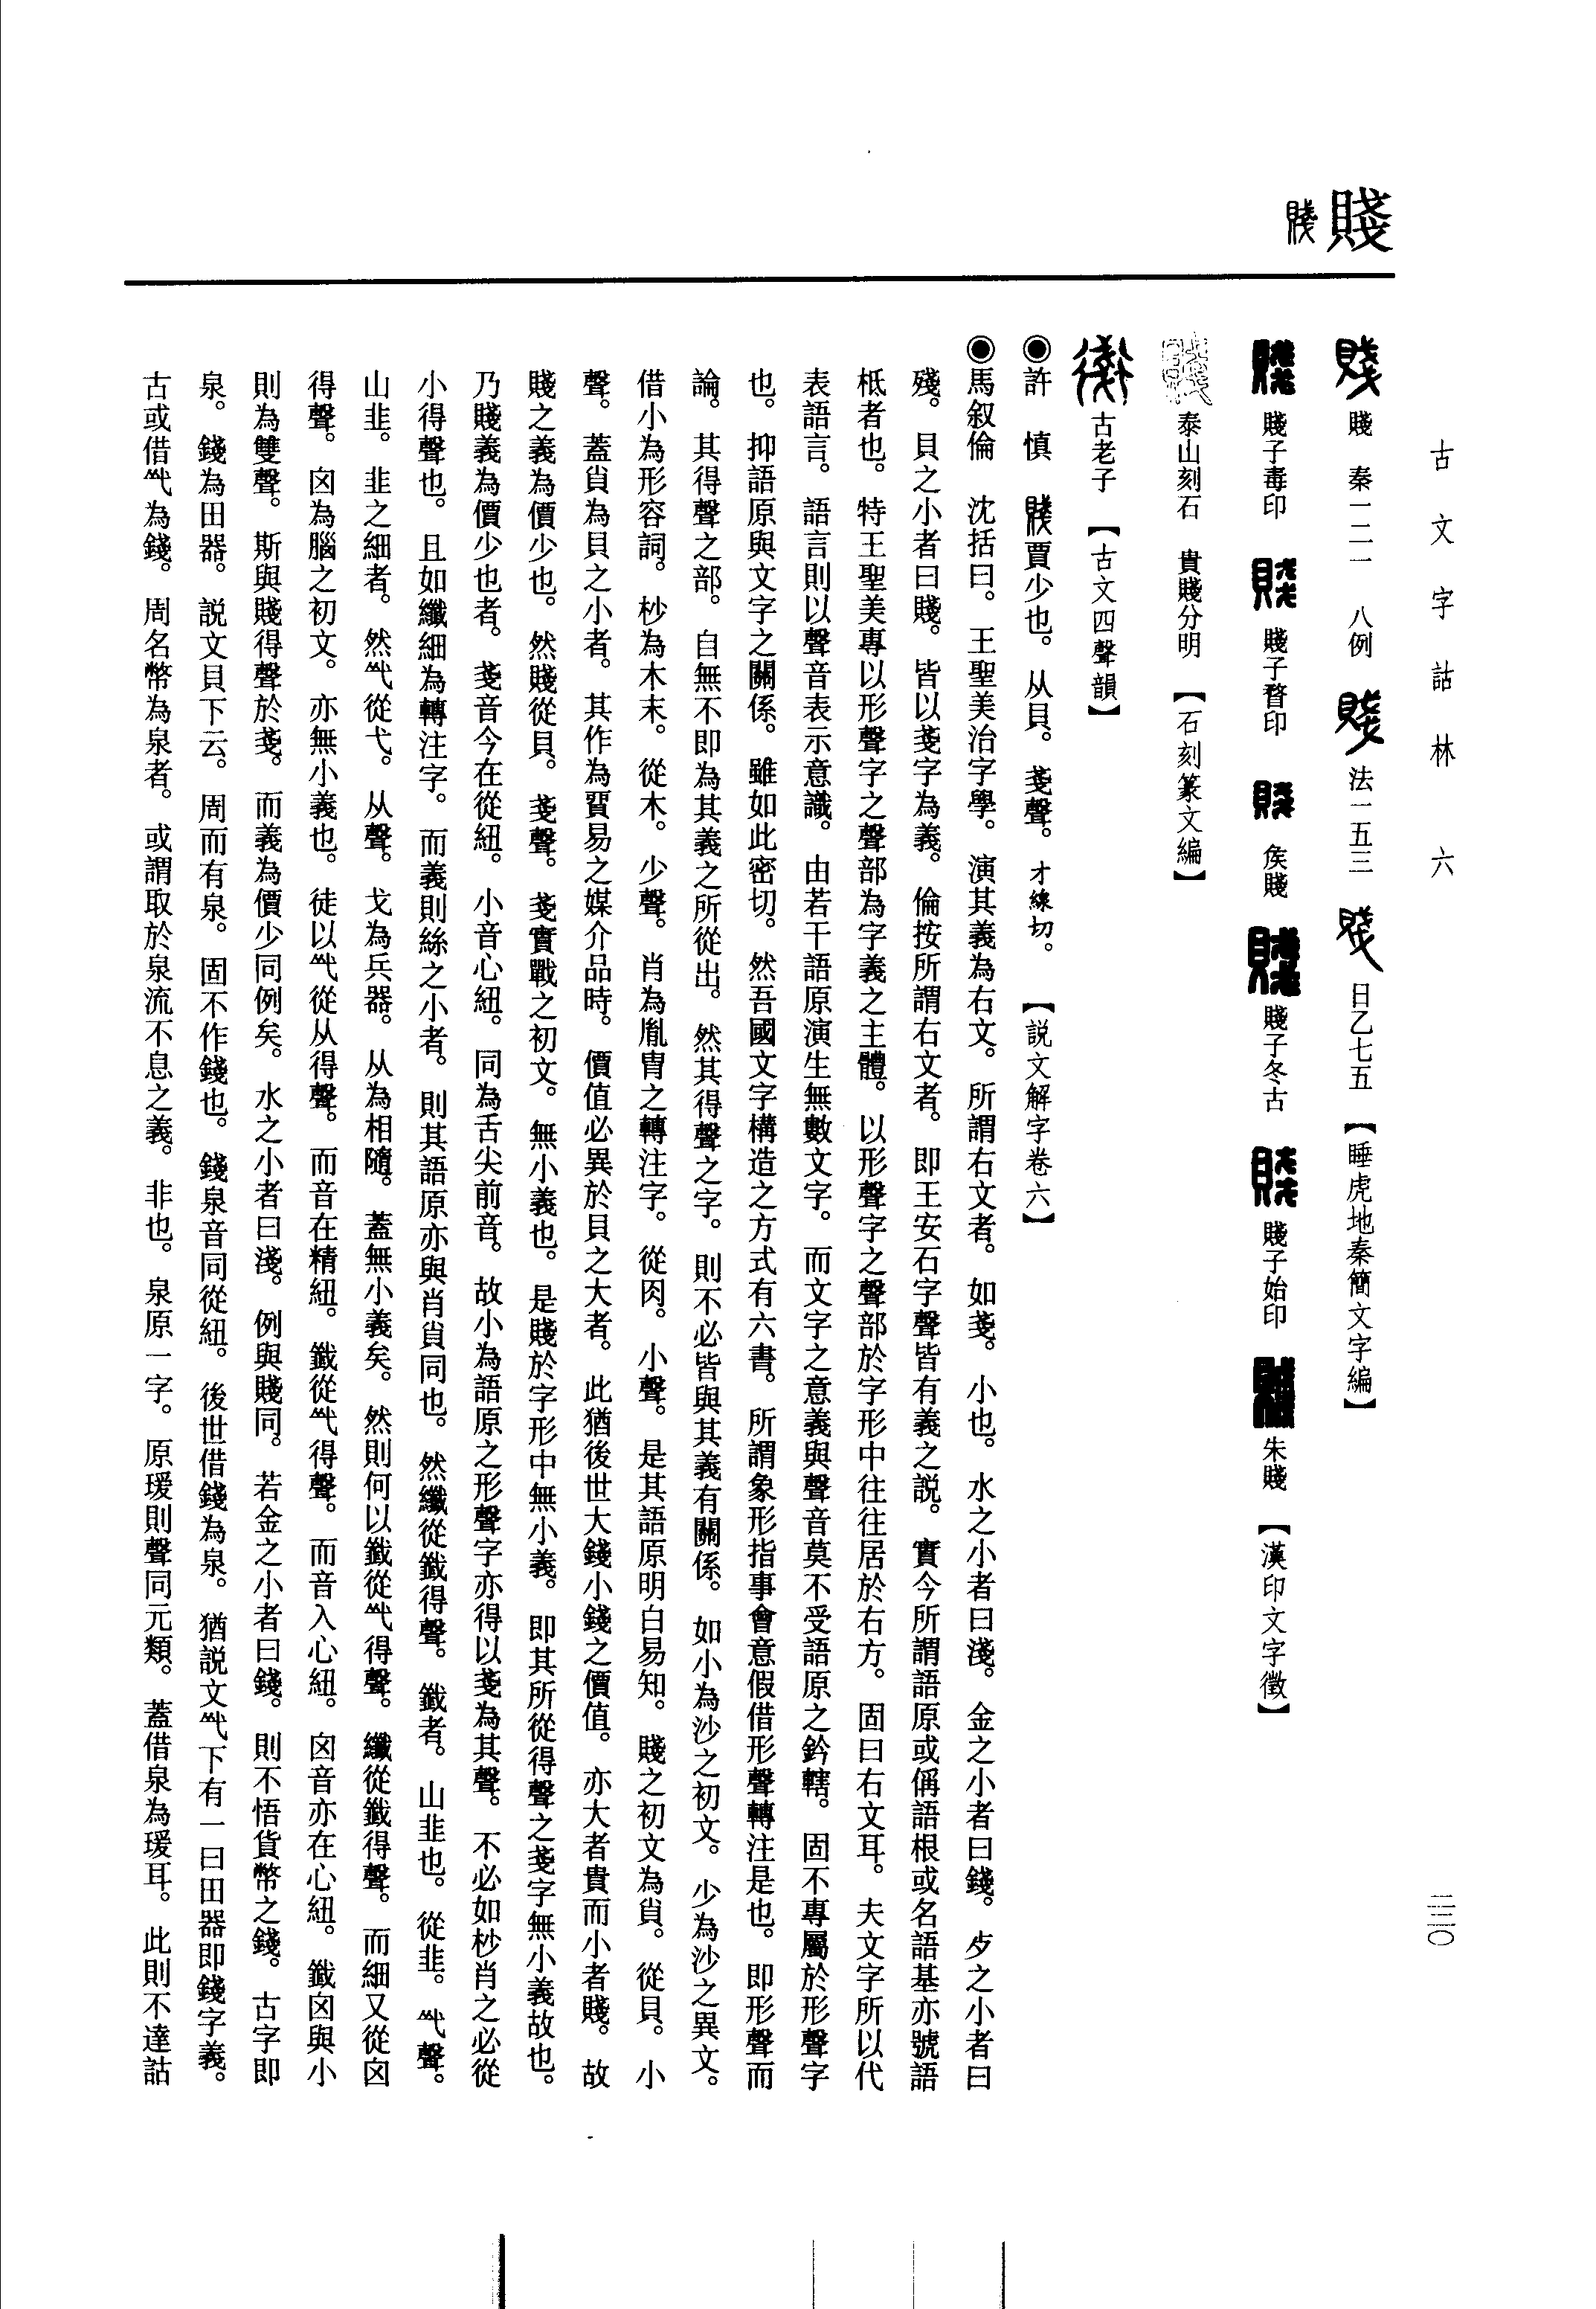 古文字詁林　六
三三〇
賤
賤　秦一二一　八例　法一五三　日乙七五　【睡虎地秦簡文字編】
賤子毒印　賤子晳印　矦賤　賤子冬古　賤子始印　朱賤　【漢印文字徵】
泰山刻石　貴賤分明　【石刻篆文編】
古老子　【古文四聲韻】
◉許　慎　賈少也。从貝。戔聲。才線切。　【説文解字卷六】
◉馬叙倫　沈括曰。王聖美治字學。演其義為右文。所謂右文者。如戔。小也。水之小者曰淺。金之小者曰錢。歹之小者曰
殘。貝之小者曰賤。皆以戔字為義。倫按所謂右文者。即王安石字聲皆有義之説。實今所謂語原或偁語根或名語基亦號語
柢者也。特王聖美專以形聲字之聲部為字義之主體。以形聲字之聲部於字形中往往居於右方。固曰右文耳。夫文字所以代
表語言。語言則以聲音表示意識。由若干語原演生無數文字。而文字之意義與聲音莫不受語原之鈐轄。固不專屬於形聲字
也。抑語原與文字之關係。雖如此密切。然吾國文字構造之方式有六書。所謂象形指事會意假借形聲轉注是也。即形聲而
論。其得聲之部。自無不即為其義之所從出。然其得聲之字。則不必皆與其義有關係。如小為沙之初文。少為沙之異文。
借小為形容詞。杪為木末。從木。少聲。肖為胤胄之轉注字。從肉。小聲。是其語原明白易知。賤之初文為貨。從貝。小
聲。蓋貨為貝之小者。其作為貿易之媒介品時。價值必異於貝之大者。此猶後世大錢小錢之價值。亦大者貴而小者賤。故
賤之義為價少也。然賤從貝。戔聲。戔實戰之初文。無小義也。是賤於字形中無小義。即其所從得聲之戔字無小義故也。
乃賤義為價少也者。戔音今在從紐。小音心紐。同為舌尖前音。故小為語原之形聲字亦得以戔為其聲。不必如杪肖之必從
小得聲也。且如纖細為轉注字。而義則絲之小者。則其語原亦與肖貨同也。然纖從韱得聲。韱者。山韭也。從韭。㦰聲。
山韭。韭之細者。然㦰從弋。从聲。戈為兵器。从為相隨。蓋無小義矣。然則何以韱從㦰得聲。纖從韱得聲。而細又從囟
得聲。囟為腦之初文。亦無小義也。徒以㦰從从得聲。而音在精紐。韱從㦰得聲。而音入心紐。囟音亦在心紐。韱囟與小
則為雙聲。斯與賤得聲於戔。而義為價少同例矣。水之小者曰淺。例與賤同。若金之小者曰錢。則不悟貨幣之錢。古字即
泉。錢為田器。説文貝下云。周而有泉。固不作錢也。錢泉音同從紐。後世借錢為泉。猶説文㦰下有一曰田器即錢字義。
古或借㦰為錢。周名幣為泉者。或謂取於泉流不息之義。非也。泉原一字。原瑗則聲同元類。蓋借泉為瑗耳。此則不達詁